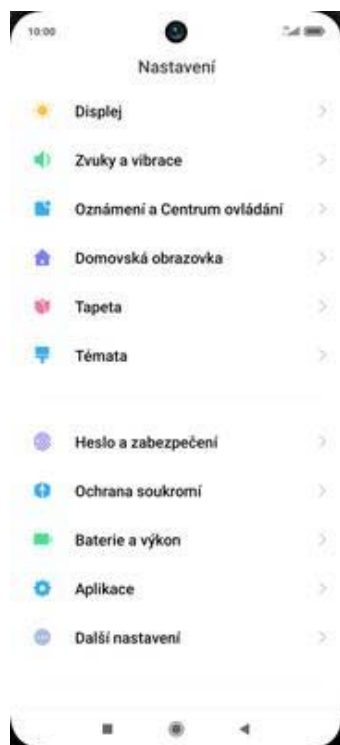 10:00
Nastavení
Displej
Zvuky a vibrace
Oznámení a Centrum ovládání
Domovská obrazovka
Tapeta
Témata
Heslo a zabezpečení
Ochrana soukromí
Baterie a výkon
Aplikace
Další nastavení